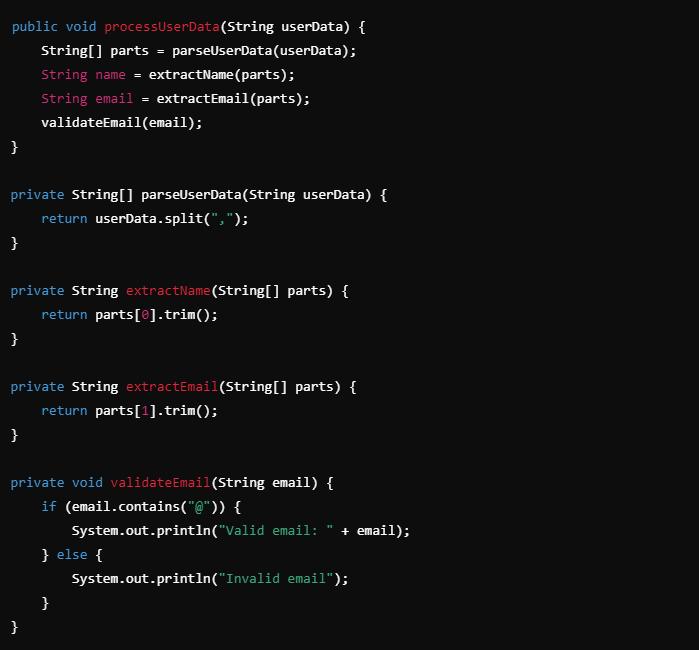 public void processUserData(String userData) {
    String[] parts = parseUserData(userData);
    String name = extractName(parts);
    String email = extractEmail(parts);
    validateEmail(email);
}

private String[] parseUserData(String userData) {
    return userData.split(",");
}

private String extractName(String[] parts) {
    return parts[0].trim();
}

private String extractEmail(String[] parts) {
    return parts[1].trim();
}

private void validateEmail(String email) {
    if (email.contains("@")) {
        System.out.println("Valid email: " + email);
    } else {
        System.out.println("Invalid email");
    }
}